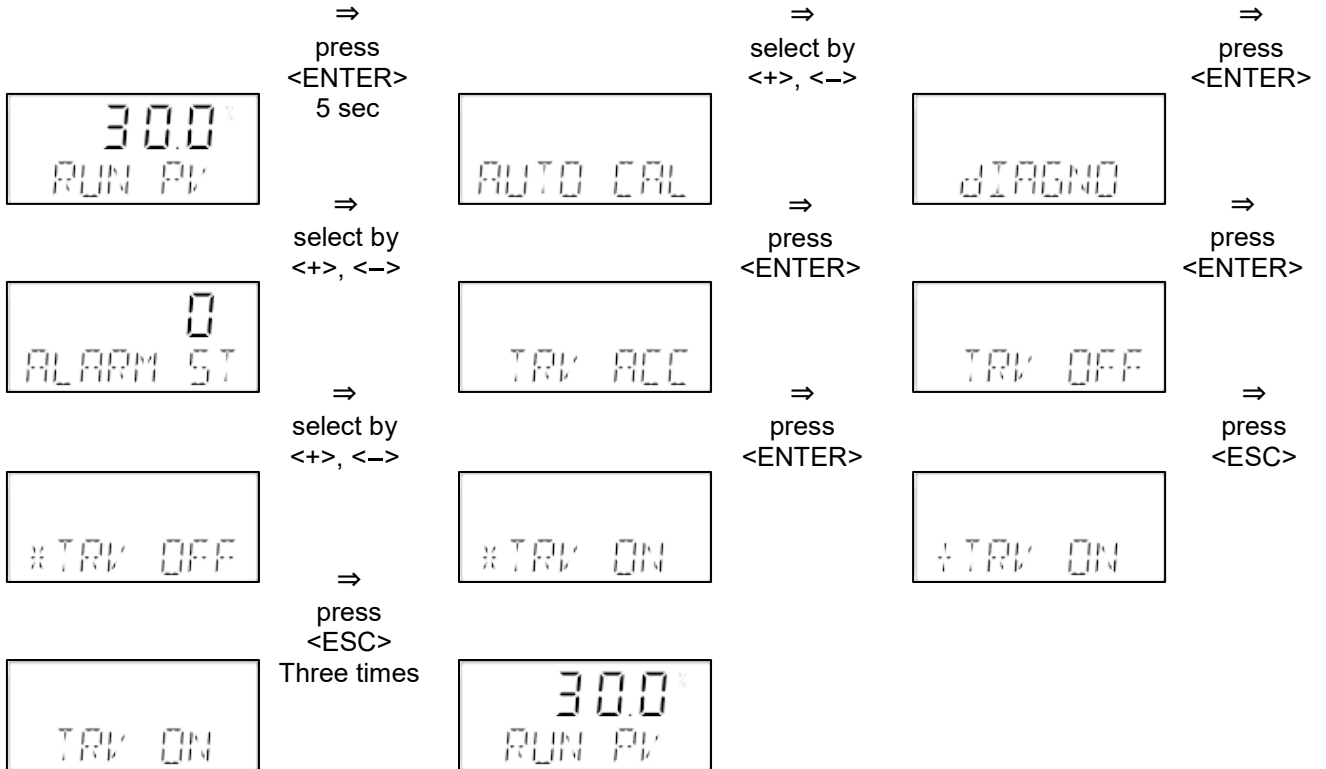 ⇒
press
<ENTER>
5 sec
⇒
select by
<+>, <−>
⇒
press
<ENTER>
30.0 %
RUN PV
AUTO CAL
dIAGNO
⇒
select by
<+>, <−>
⇒
press
<ENTER>
⇒
press
<ENTER>
0
ALARM ST
TRV ACC
TRV OFF
⇒
select by
<+>, <−>
⇒
press
<ENTER>
⇒
press
<ESC>
*TRV OFF
*TRV ON
+TRV ON
⇒
press
<ESC>
Three times
TRV ON
30.0 %
RUN PV